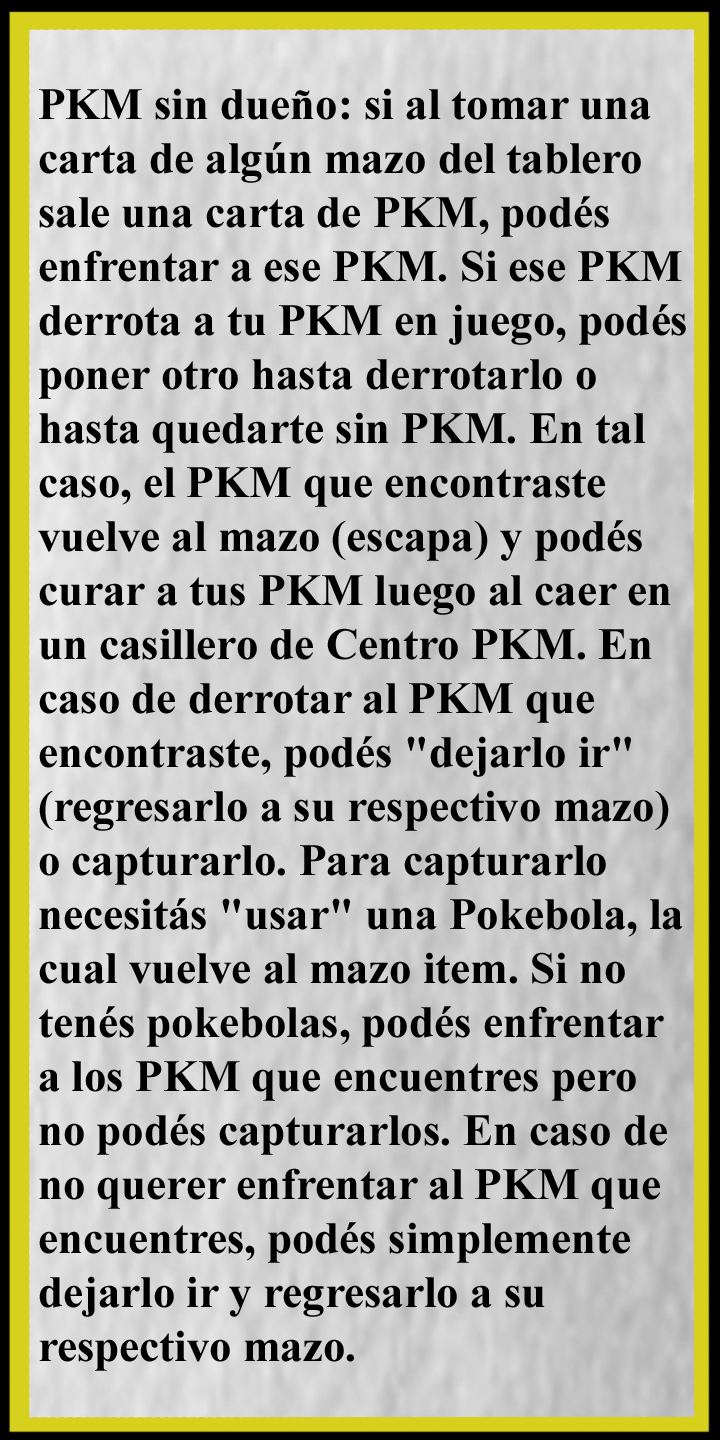 PKM sin dueño: si al tomar una
carta de algún mazo del tablero
sale una carta de PKM, podés
enfrentar a ese PKM. Si ese PKM
derrota a tu PKM en juego, podés
poner otro hasta derrotarlo o
hasta quedarte sin PKM. En tal
caso, el PKM que encontraste
vuelve al mazo (escapa) y podés
curar a tus PKM luego al caer en
un casillero de Centro PKM. En
caso de derrotar al PKM que
encontraste, podés "dejarlo ir"
(regresarlo a su respectivo mazo)
o capturarlo. Para capturarlo
necesitás "usar" una Pokebola, la
cual vuelve al mazo item. Si no
tenés pokebolas, podés enfrentar
a los PKM que encuentres pero
no podés capturarlos. En caso de
no querer enfrentar al PKM que
encuentres, podés simplemente
dejarlo ir y regresarlo a su
respectivo mazo.